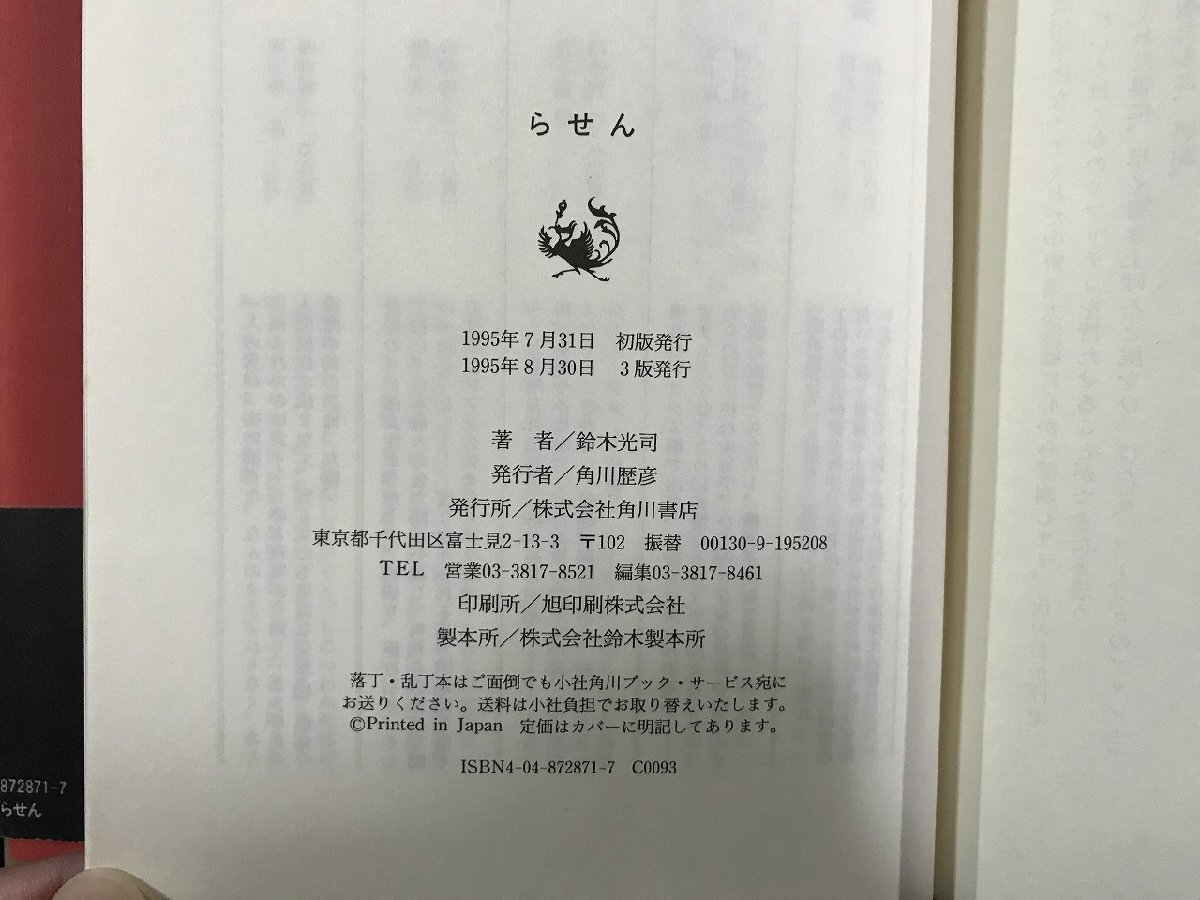 らせん
1995年7月31日　初版発行
1995年8月30日　3版発行
著　者／鈴木光司
発行者／角川歴彦
発行所／株式会社角川書店
東京都千代田区富士見2-13-3　〒102　振替　00130-9-195208
TEL　営業03-3817-8521　編集03-3817-8461
印刷所／旭印刷株式会社
製本所／株式会社鈴木製本所
落丁・乱丁本はご面倒でも小社角川ブック・サービス宛に
お送りください。送料は小社負担でお取り替えいたします。
©Printed in Japan　定価はカバーに明記してあります。
ISBN4-04-872871-7　C0093
872871-7
らせん